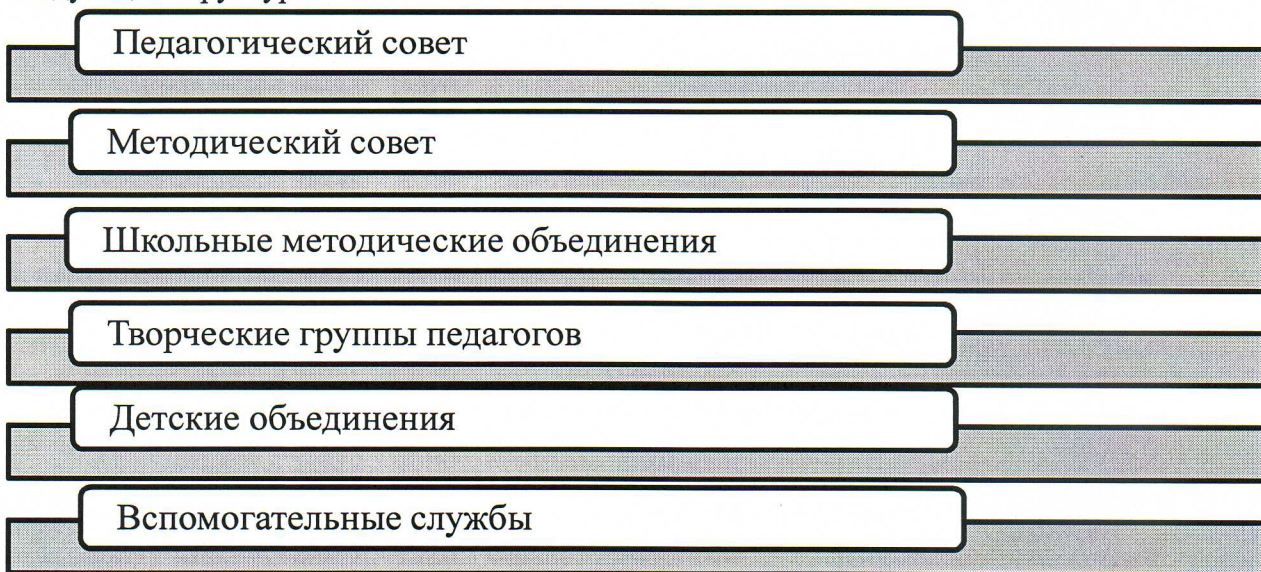 Педагогический совет
Методический совет
Школьные методические объединения
Творческие группы педагогов
Детские объединения
Вспомогательные службы